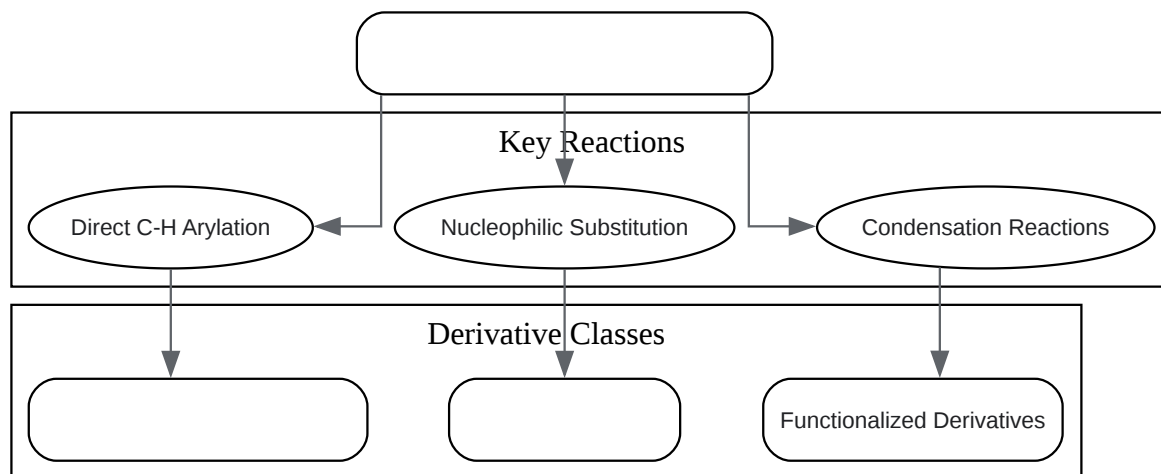 Key Reactions
Direct C-H Arylation
Nucleophilic Substitution
Condensation Reactions
Derivative Classes
Functionalized Derivatives